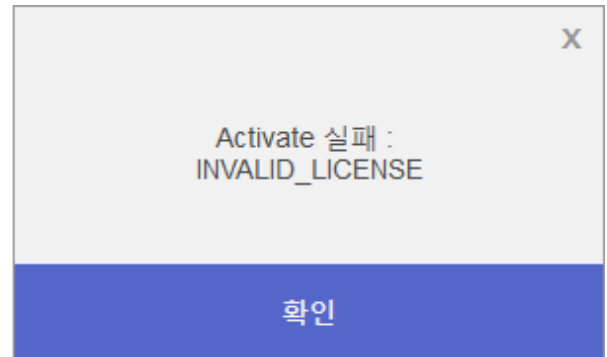 X
Activate 실패 :
INVALID_LICENSE
확인